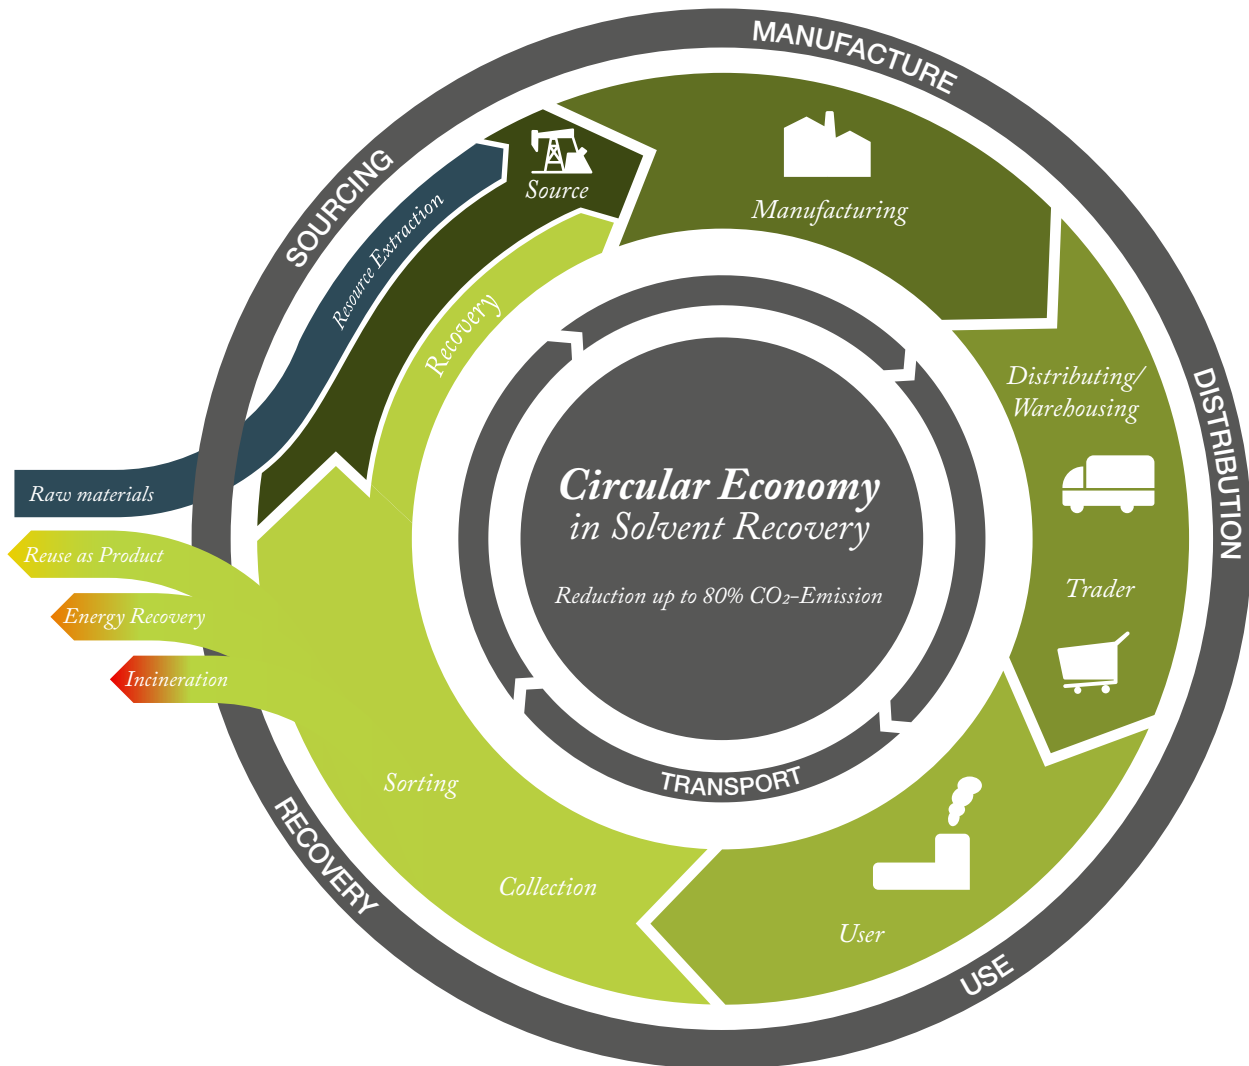 MANUFACTURE
SOURCING
Source
Manufacturing
Resource Extraction
Recovery
Distributing/
Warehousing
DISTRIBUTION
Circular Economy
in Solvent Recovery
Reduction up to 80% CO₂-Emission
Raw materials
Reuse as Product
Energy Recovery
Incineration
Trader
TRANSPORT
Sorting
Collection
RECOVERY
User
USE